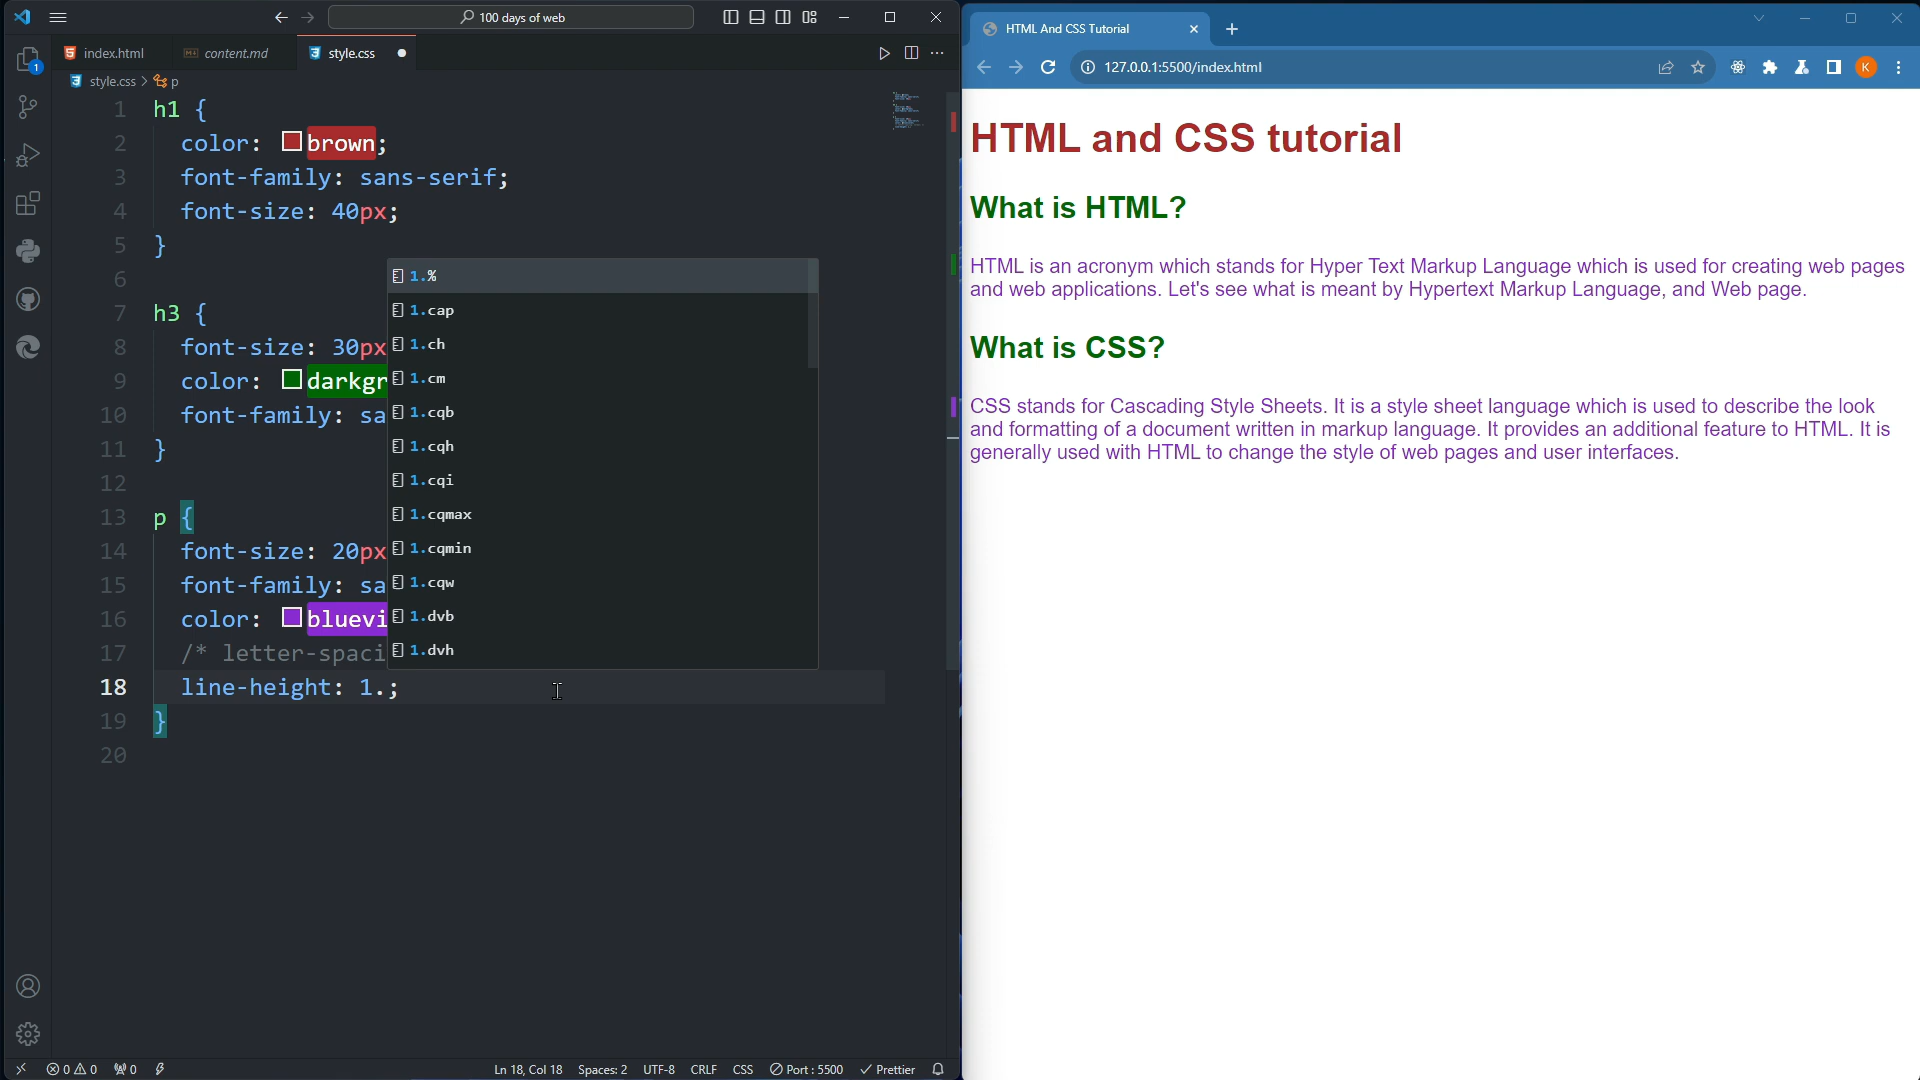 100 days of web
index.html
content.md
style.css
style.css > p
1 h1 {
2 color: brown;
3 font-family: sans-serif;
4 font-size: 40px;
5 }
6
7 h3 {
8 font-size: 30px
9 color: darkgr
10 font-family: sa
11 }
12
13 p {
14 font-size: 20px
15 font-family: sa
16 color: bluevi
17 /* letter-spaci
18 line-height: 1.;
19 }
20
1.%
1.cap
1.ch
1.cm
1.cqb
1.cqh
1.cqi
1.cqmax
1.cqmin
1.cqw
1.dvb
1.dvh
1
0 0 0
Ln 18, Col 18
Spaces: 2
UTF-8
CRLF
CSS
Port : 5500
Prettier
HTML And CSS Tutorial
127.0.0.1:5500/index.html
K
HTML and CSS tutorial
What is HTML?
HTML is an acronym which stands for Hyper Text Markup Language which is used for creating web pages
and web applications. Let's see what is meant by Hypertext Markup Language, and Web page.
What is CSS?
CSS stands for Cascading Style Sheets. It is a style sheet language which is used to describe the look
and formatting of a document written in markup language. It provides an additional feature to HTML. It is
generally used with HTML to change the style of web pages and user interfaces.